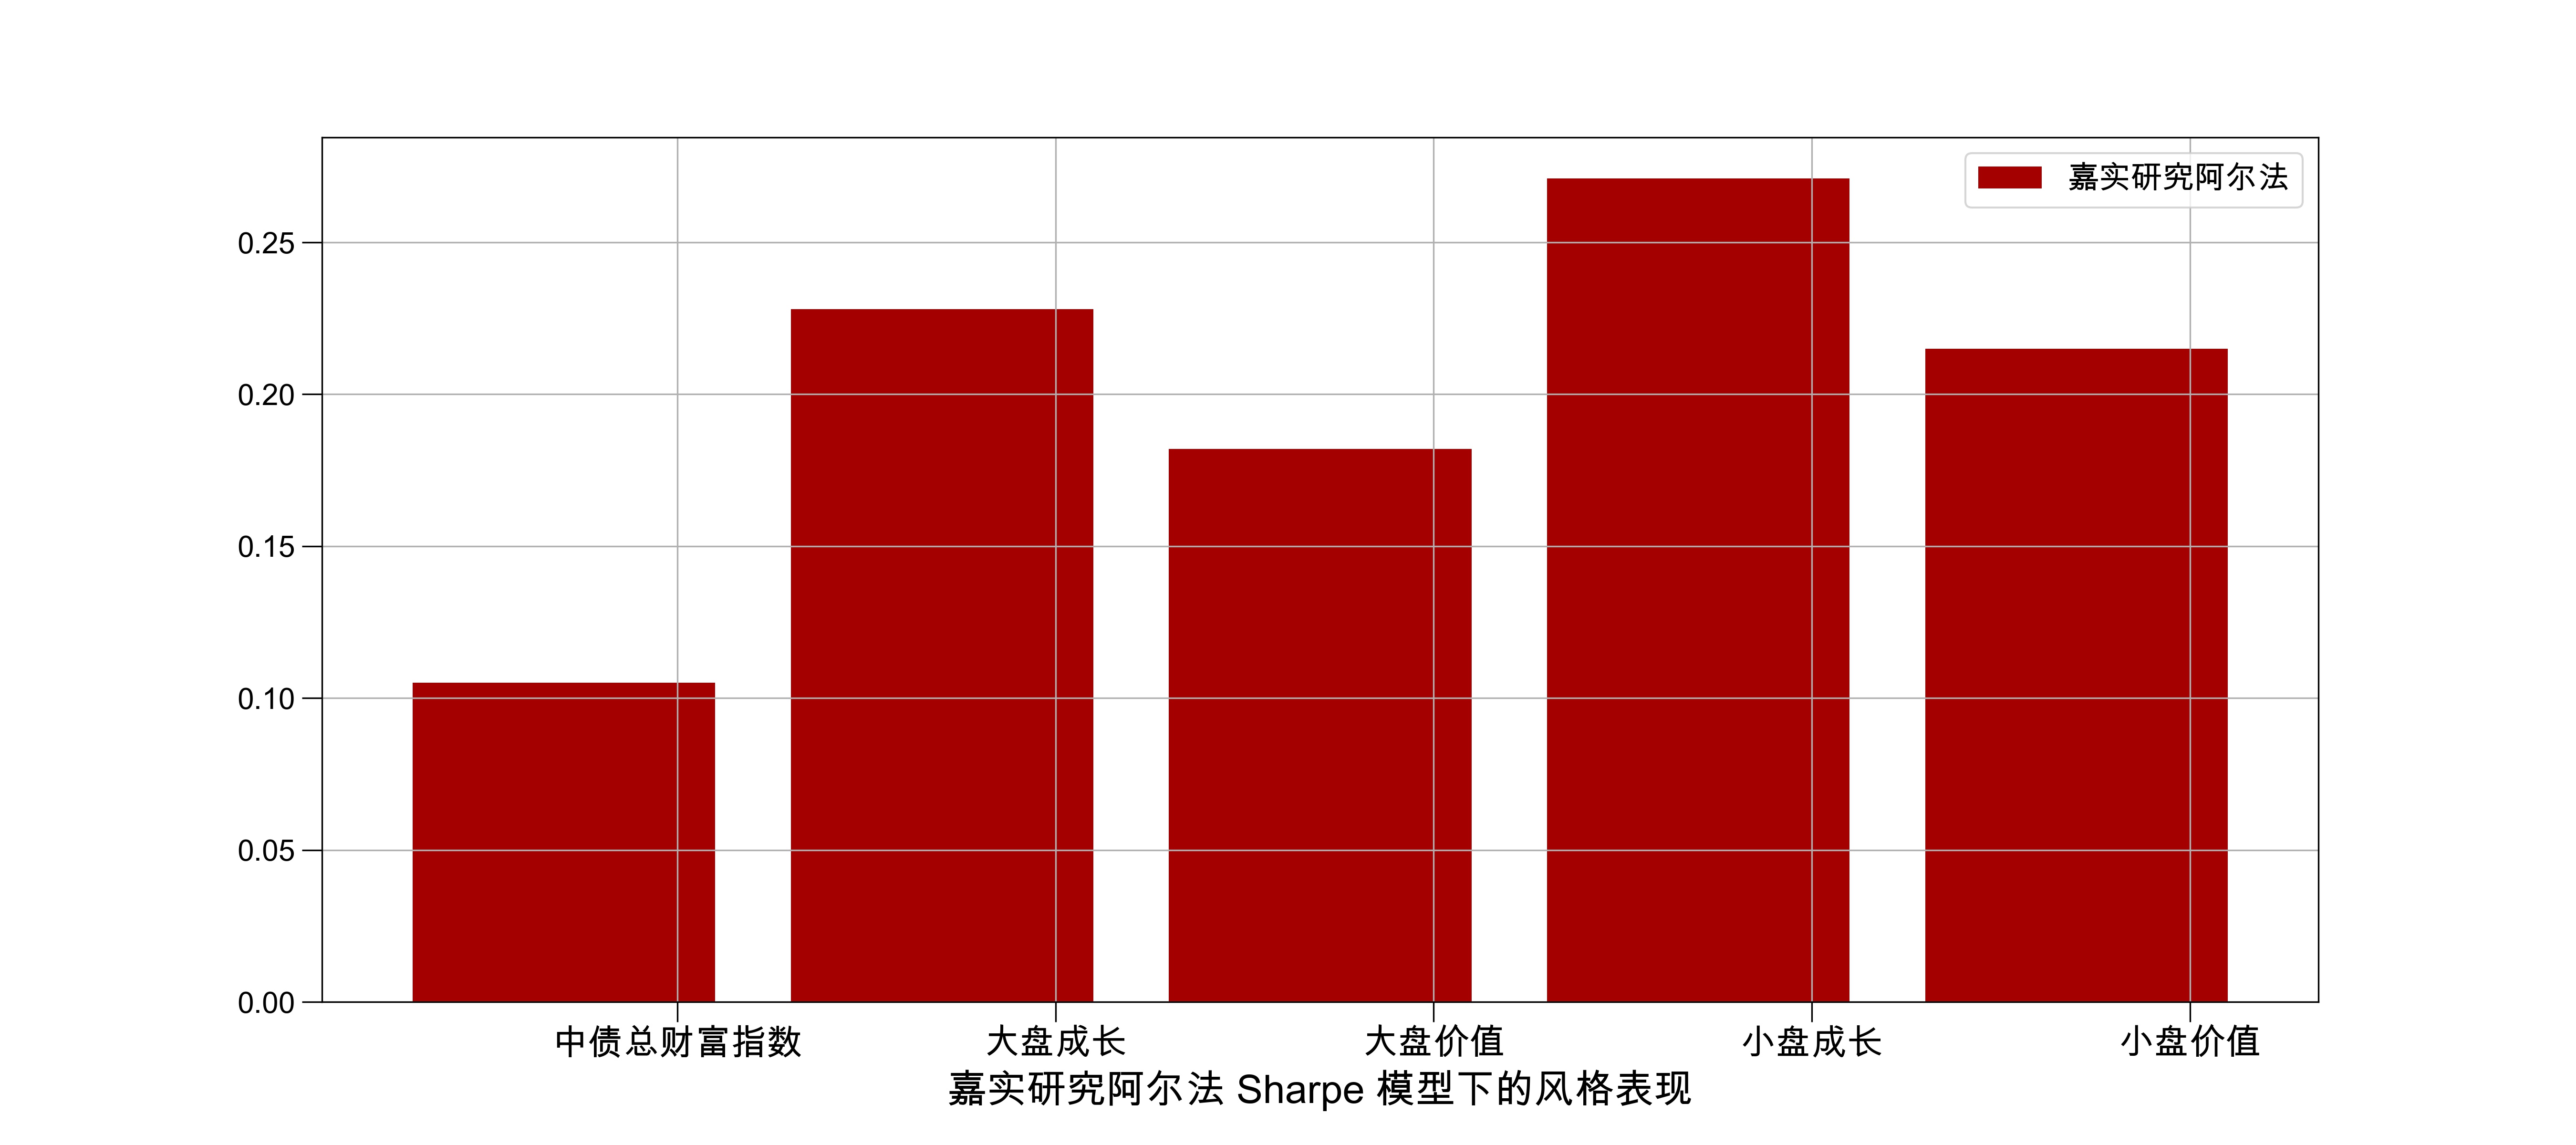 嘉实研究阿尔法
0.25
0.20
0.15
0.10
0.05
0.00
中债总财富指数 大盘成长 大盘价值 小盘成长 小盘价值
嘉实研究阿尔法 Sharpe 模型下的风格表现